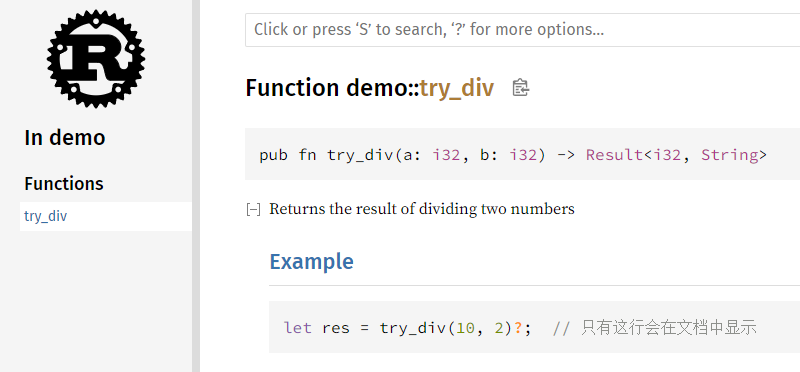 Click or press ‘S’ to search, ‘?’ for more options...
R
In demo
Function demo::try_div
pub fn try_div(a: i32, b: i32) -> Result<i32, String>
Functions
try_div
[−] Returns the result of dividing two numbers
Example
let res = try_div(10, 2)?;  // 只有这行会在文档中显示